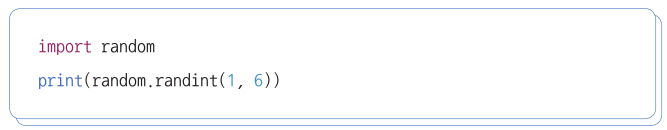 import random
print(random.randint(1, 6))